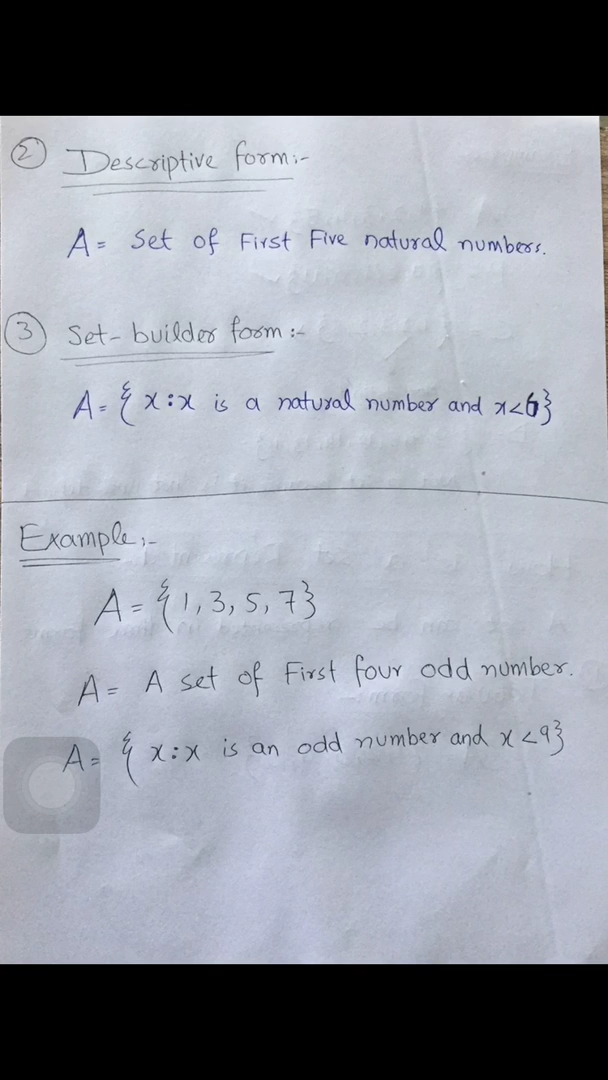 ② Descriptive form:-
A = Set of First Five natural numbers.
③ Set-builder form:-
A = { x : x is a natural number and x<6}
Example:-
A = {1, 3, 5, 7}
A = A set of First four odd number.
A = { x : x is an odd number and x<9}